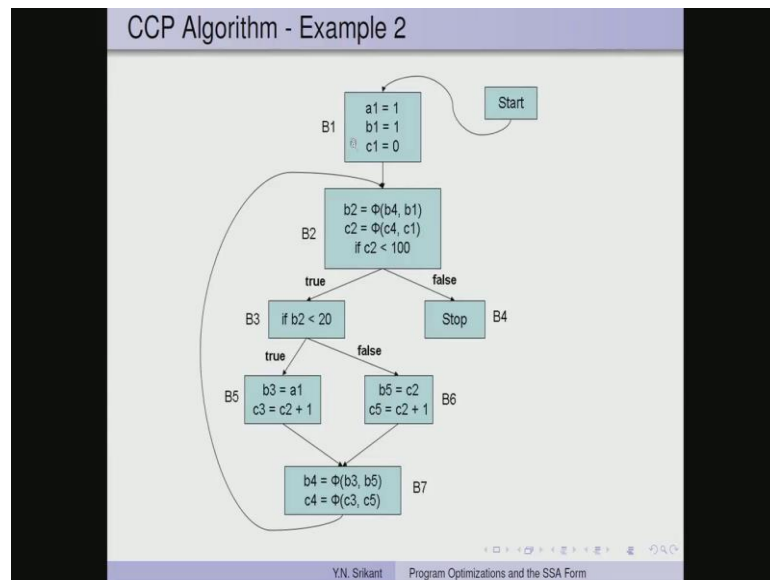 CCP Algorithm - Example 2
Start
B1
a1 = 1
b1 = 1
c1 = 0
B2
b2 = Φ(b4, b1)
c2 = Φ(c4, c1)
if c2 < 100
true
false
B3
if b2 < 20
Stop
B4
true
false
B5
b3 = a1
c3 = c2 + 1
b5 = c2
c5 = c2 + 1
B6
b4 = Φ(b3, b5)
c4 = Φ(c3, c5)
B7
Y.N. Srikant
Program Optimizations and the SSA Form